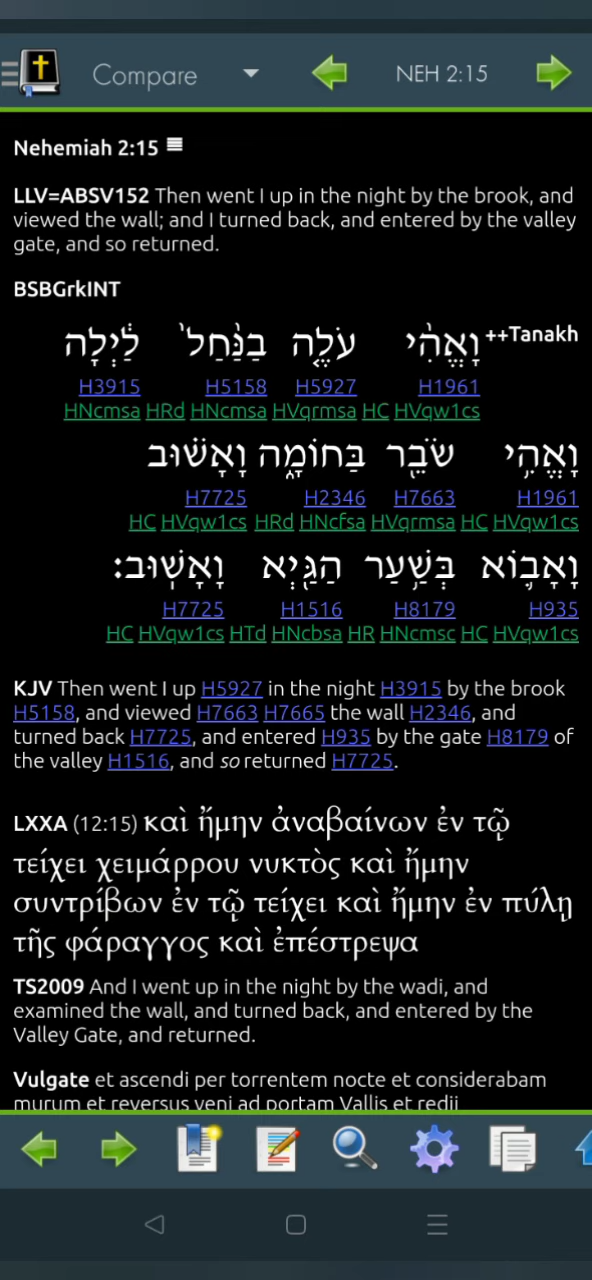 Compare
NEH 2:15
Nehemiah 2:15
LLV=ABSV152 Then went I up in the night by the brook, and
viewed the wall; and I turned back, and entered by the valley
gate, and so returned.
BSBGrkINT
++Tanakh וָאֱהִ֨י עֹלֶ֤ה בַנַּ֙חַל֙ לַ֔יְלָה
H3915 H5158 H5927 H1961
HNcmsa HRd HNcmsa HVqrmsa HC HVqw1cs
וָאֱהִ֥י שֹׂבֵ֖ר בַּחוֹמָ֑ה וָאָשׁ֗וּב
H7725 H2346 H7663 H1961
HC HVqw1cs HRd HNcfsa HVqrmsa HC HVqw1cs
וָאָב֛וֹא בְּשַׁ֥עַר הַגַּ֖יְא וָאָשֽׁוּב׃
H7725 H1516 H8179 H935
HC HVqw1cs HTd HNcbsa HR HNcmsc HC HVqw1cs
KJV Then went I up H5927 in the night H3915 by the brook
H5158, and viewed H7663 H7665 the wall H2346, and
turned back H7725, and entered H935 by the gate H8179 of
the valley H1516, and so returned H7725.
LXXA (12:15) καὶ ἤμην ἀναβαίνων ἐν τῷ
τείχει χειμάρρου νυκτὸς καὶ ἤμην
συντρίβων ἐν τῷ τείχει καὶ ἤμην ἐν πύλῃ
τῆς φάραγγος καὶ ἐπέστρεψα
TS2009 And I went up in the night by the wadi, and
examined the wall, and turned back, and entered by the
Valley Gate, and returned.
Vulgate et ascendi per torrentem nocte et considerabam
murum et reversus veni ad portam Vallis et redii